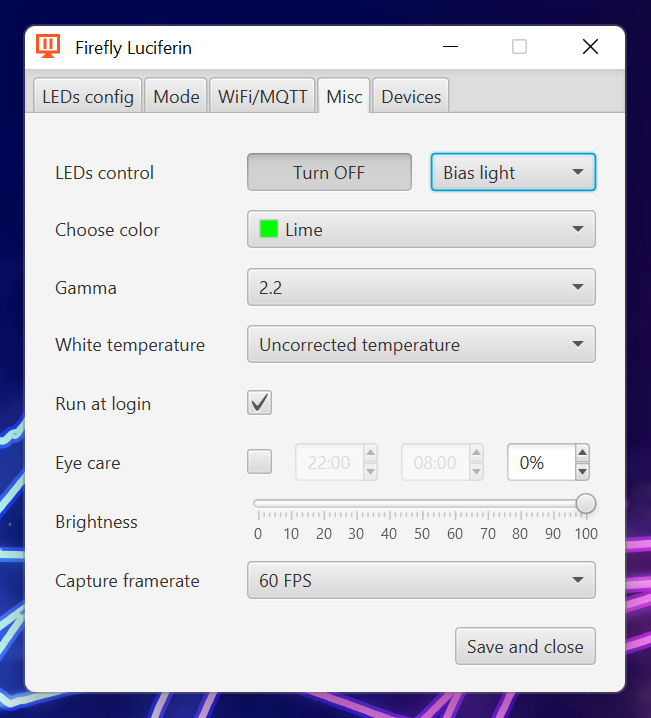 Firefly Luciferin
LEDs config Mode WiFi/MQTT Misc Devices
LEDs control Turn OFF Bias light
Choose color Lime
Gamma 2.2
White temperature Uncorrected temperature
Run at login
Eye care 22:00 08:00 0%
Brightness
0 10 20 30 40 50 60 70 80 90 100
Capture framerate 60 FPS
Save and close